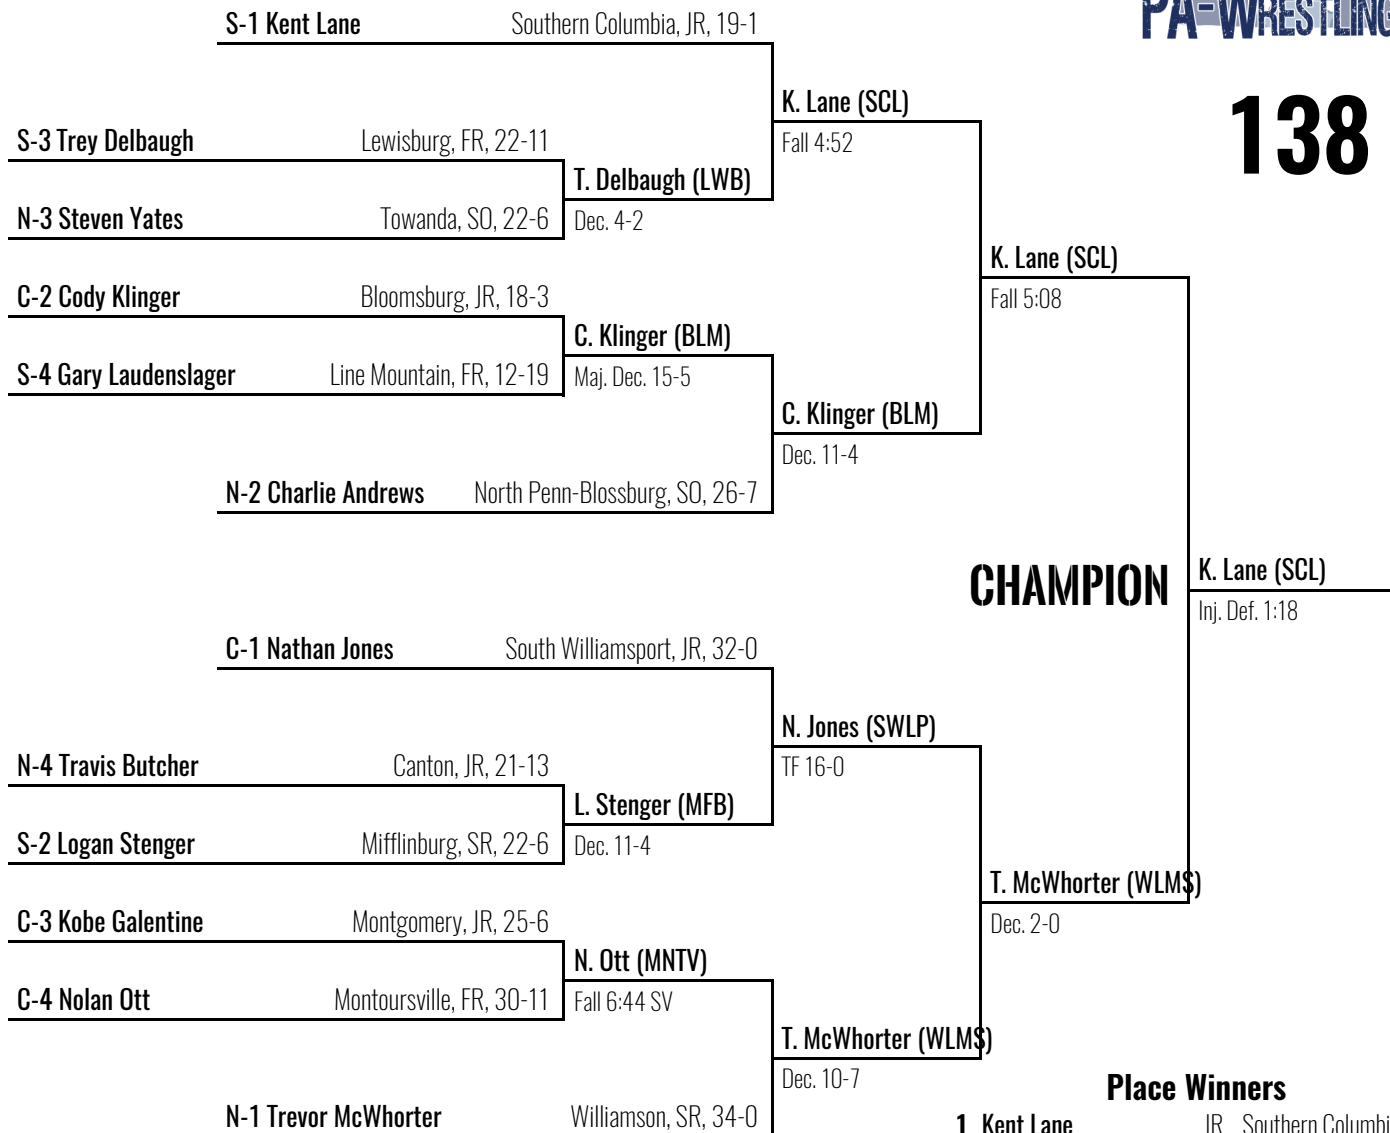 PA-WRESTLING
138
S-1 Kent Lane Southern Columbia, JR, 19-1
K. Lane (SCL)
Fall 4:52
S-3 Trey Delbaugh Lewisburg, FR, 22-11
T. Delbaugh (LWB)
Dec. 4-2
N-3 Steven Yates Towanda, SO, 22-6
K. Lane (SCL)
Fall 5:08
C-2 Cody Klinger Bloomsburg, JR, 18-3
C. Klinger (BLM)
Maj. Dec. 15-5
S-4 Gary Laudenslager Line Mountain, FR, 12-19
C. Klinger (BLM)
Dec. 11-4
N-2 Charlie Andrews North Penn-Blossburg, SO, 26-7
CHAMPION
K. Lane (SCL)
Inj. Def. 1:18
C-1 Nathan Jones South Williamsport, JR, 32-0
N. Jones (SWLP)
TF 16-0
N-4 Travis Butcher Canton, JR, 21-13
L. Stenger (MFB)
Dec. 11-4
S-2 Logan Stenger Mifflinburg, SR, 22-6
T. McWhorter (WLMS)
Dec. 2-0
C-3 Kobe Galentine Montgomery, JR, 25-6
N. Ott (MNTV)
Fall 6:44 SV
C-4 Nolan Ott Montoursville, FR, 30-11
T. McWhorter (WLMS)
Dec. 10-7
N-1 Trevor McWhorter Williamson, SR, 34-0
Place Winners
1 Kent Lane JR Southern Columbi